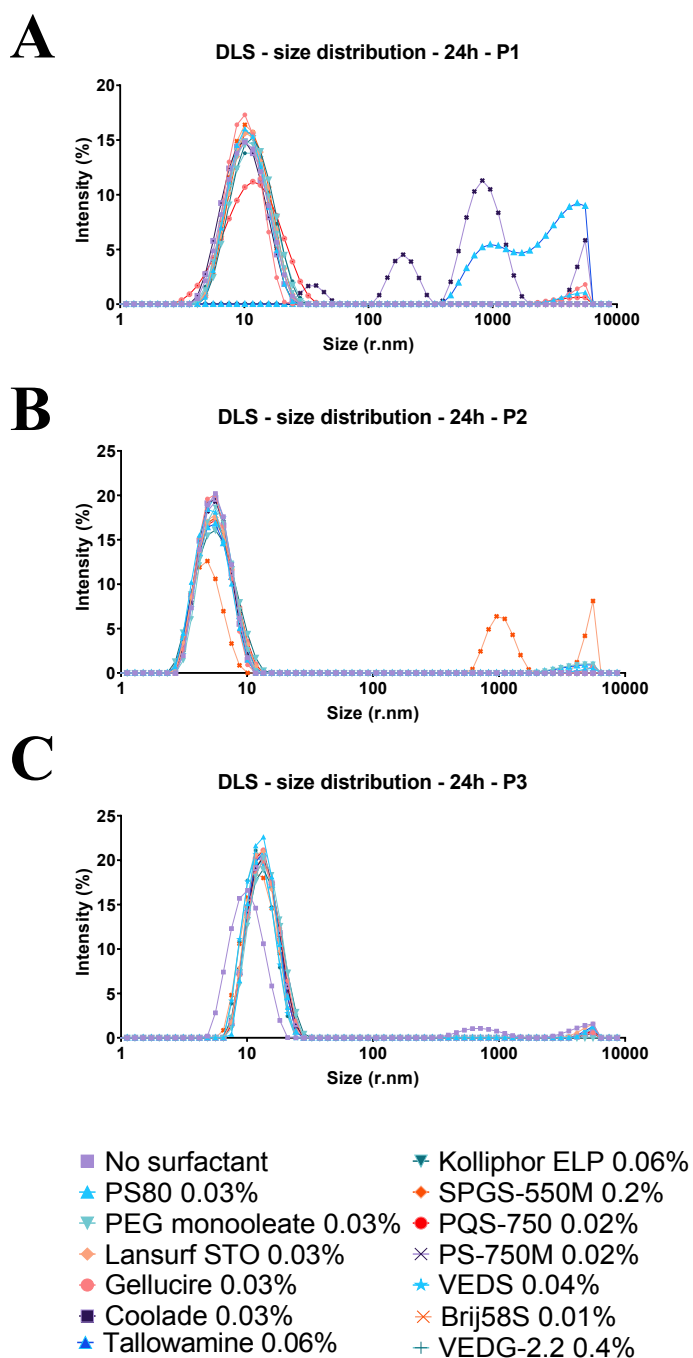 A
DLS - size distribution - 24h - P1
20
15
10
5
0
Intensity (%)
1 10 100 1000 10000
Size (r.nm)
B
DLS - size distribution - 24h - P2
25
20
15
10
5
0
Intensity (%)
1 10 100 1000 10000
Size (r.nm)
C
DLS - size distribution - 24h - P3
25
20
15
10
5
0
Intensity (%)
1 10 100 1000 10000
Size (r.nm)
No surfactant
PS80 0.03%
PEG monooleate 0.03%
Lansurf STO 0.03%
Gellucire 0.03%
Coolade 0.03%
Tallowamine 0.06%
Kolliphor ELP 0.06%
SPGS-550M 0.2%
PQS-750 0.02%
PS-750M 0.02%
VEDS 0.04%
Brij58S 0.01%
VEDG-2.2 0.4%